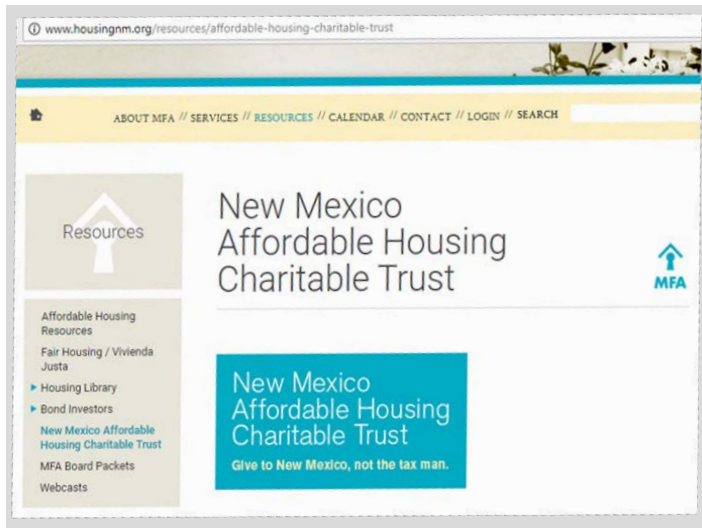 www.housingnm.org/resources/affordable-housing-charitable-trust
ABOUT MFA // SERVICES // RESOURCES // CALENDAR // CONTACT // LOGIN // SEARCH
Resources
Affordable Housing
Resources
Fair Housing / Vivienda
Justa
Housing Library
Bond Investors
New Mexico Affordable
Housing Charitable Trust
MFA Board Packets
Webcasts
New Mexico
Affordable Housing
Charitable Trust
MFA
New Mexico
Affordable Housing
Charitable Trust
Give to New Mexico, not the tax man.